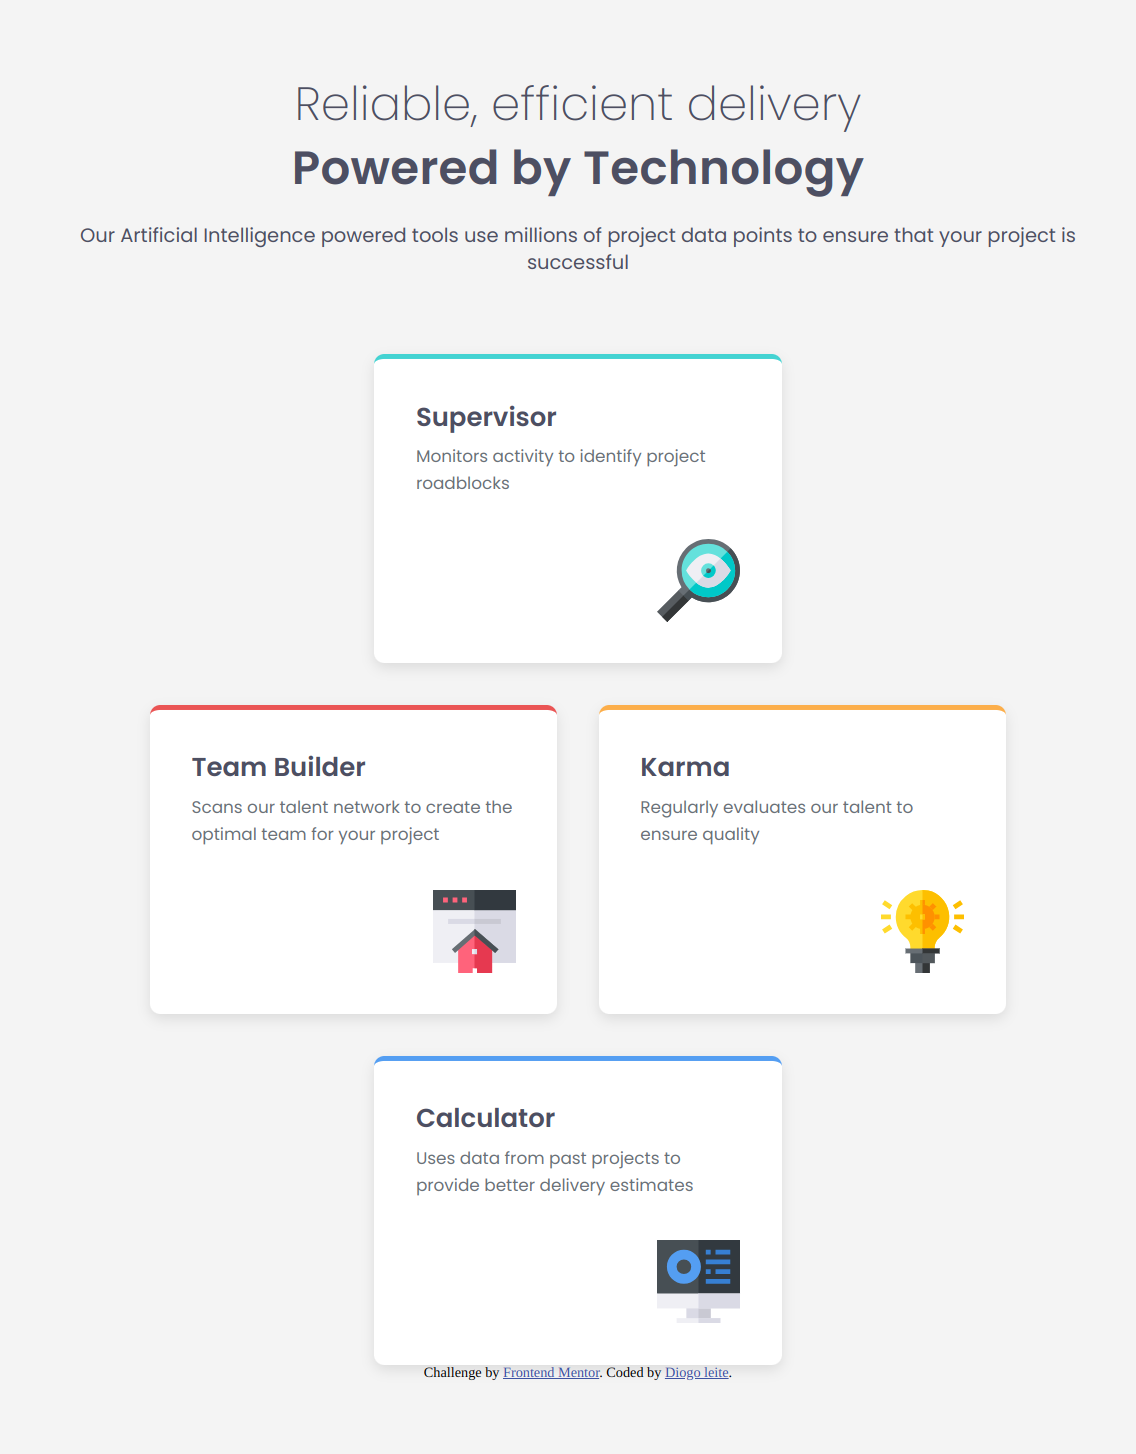 Reliable, efficient delivery
Powered by Technology
Our Artificial Intelligence powered tools use millions of project data points to ensure that your project is
successful
Supervisor
Monitors activity to identify project
roadblocks
Team Builder
Scans our talent network to create the
optimal team for your project
Karma
Regularly evaluates our talent to
ensure quality
Calculator
Uses data from past projects to
provide better delivery estimates
Challenge by Frontend Mentor. Coded by Diogo leite.